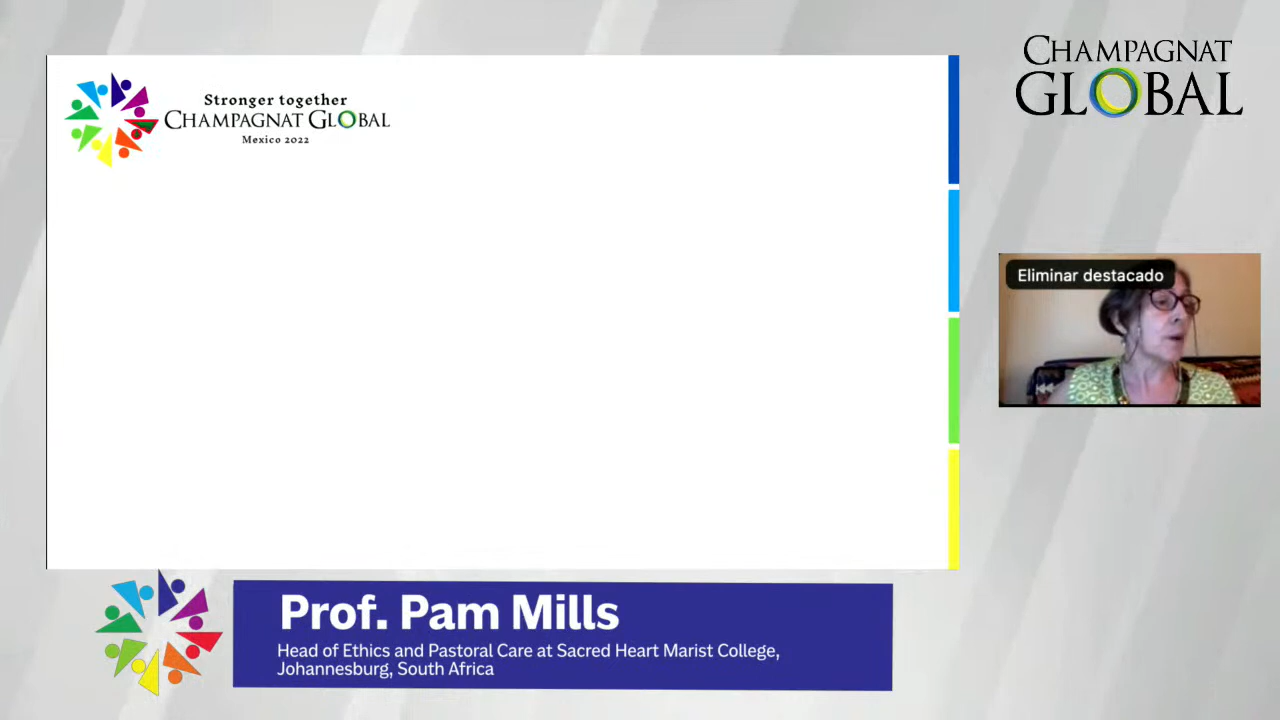 Stronger together
CHAMPAGNAT GLOBAL
Mexico 2022
CHAMPAGNAT
GLOBAL
Eliminar destacado
Prof. Pam Mills
Head of Ethics and Pastoral Care at Sacred Heart Marist College,
Johannesburg, South Africa